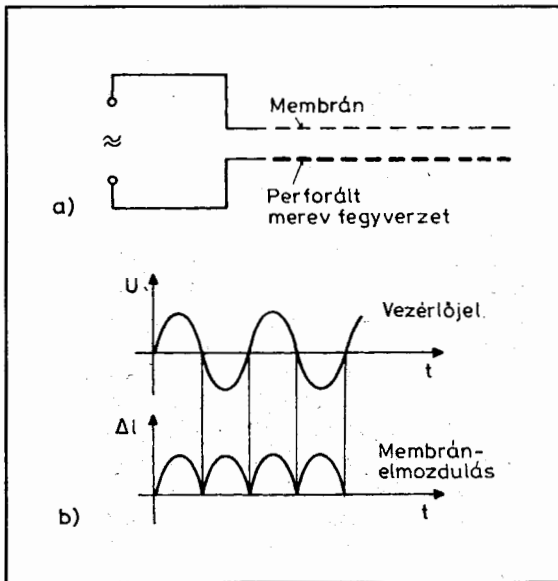 Membrán
≈
Perforált
merev fegyverzet
a)
U
Vezérlőjel
t
Δl
Membrán-
elmozdulás
b)
t